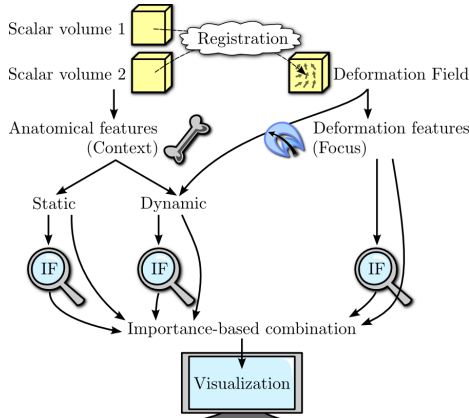 Scalar volume 1
Registration
Scalar volume 2
Deformation Field
Anatomical features
(Context)
Deformation features
(Focus)
Static
Dynamic
IF
IF
IF
Importance-based combination
Visualization